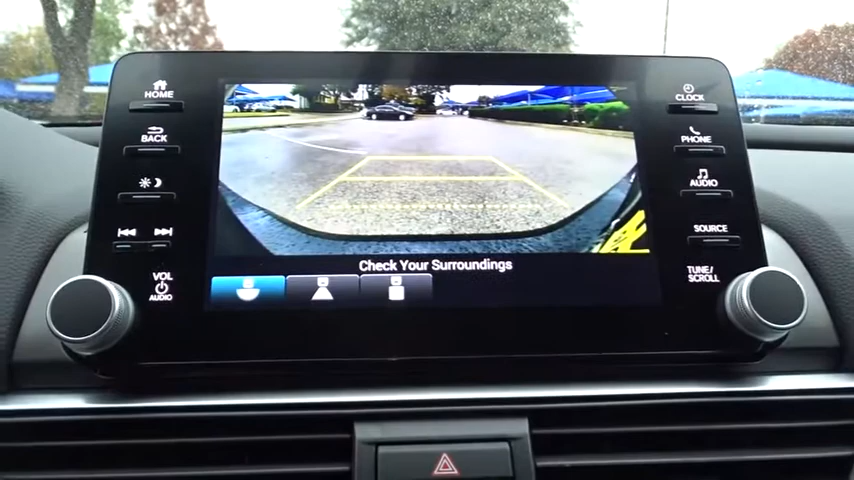 HOME
BACK
VOL
AUDIO
Check Your Surroundings
CLOCK
PHONE
AUDIO
SOURCE
TUNE/
SCROLL